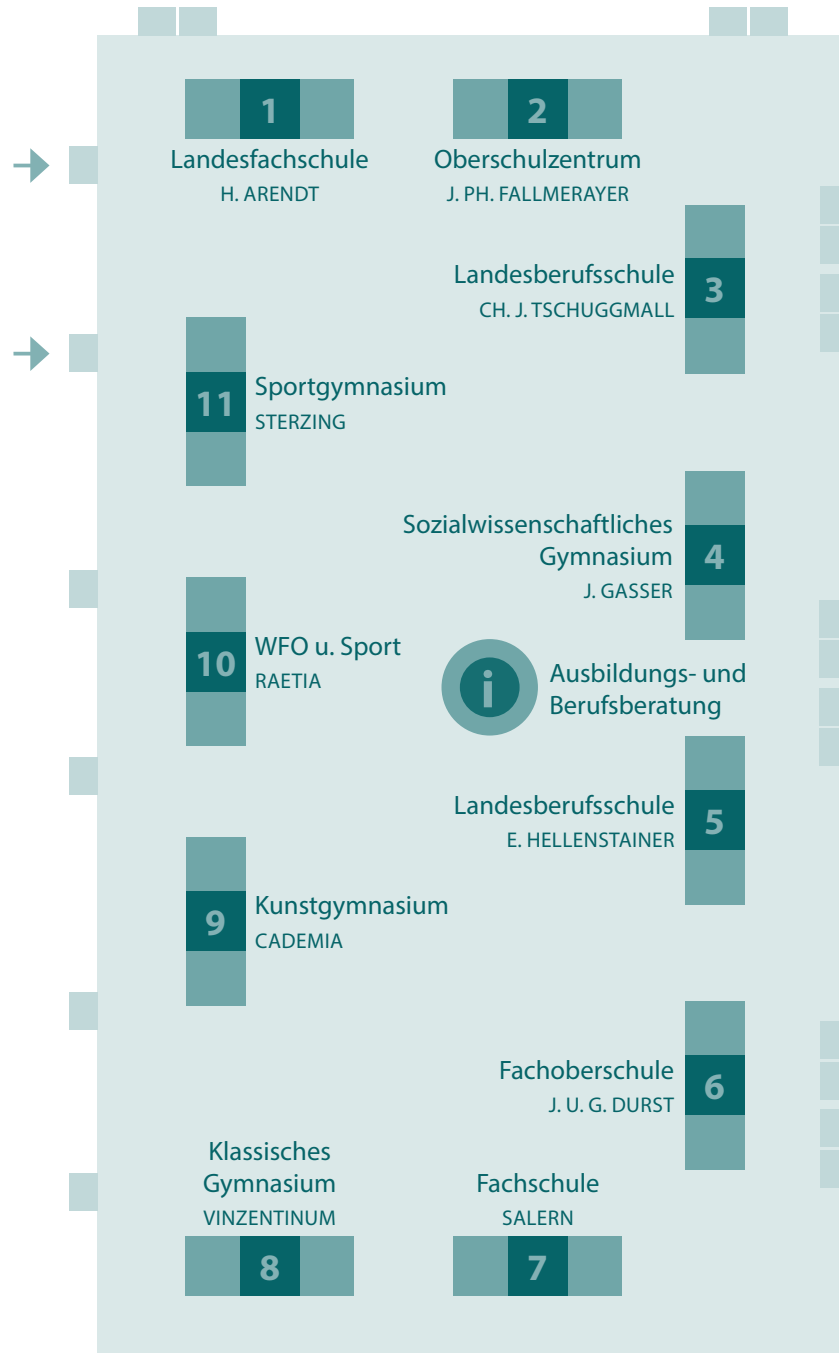 1
Landesfachschule
H. ARENDT
2
Oberschulzentrum
J. PH. FALLMERAYER
Landesberufsschule
CH. J. TSCHUGGMALL
3
11
Sportgymnasium
STERZING
Sozialwissenschaftliches
Gymnasium
J. GASSER
4
10
WFO u. Sport
RAETIA
i
Ausbildungs- und
Berufsberatung
Landesberufsschule
E. HELLENSTAINER
5
9
Kunstgymnasium
CADEMIA
Fachoberschule
J. U. G. DURST
6
Klassisches
Gymnasium
VINZENTINUM
8
Fachschule
SALERN
7